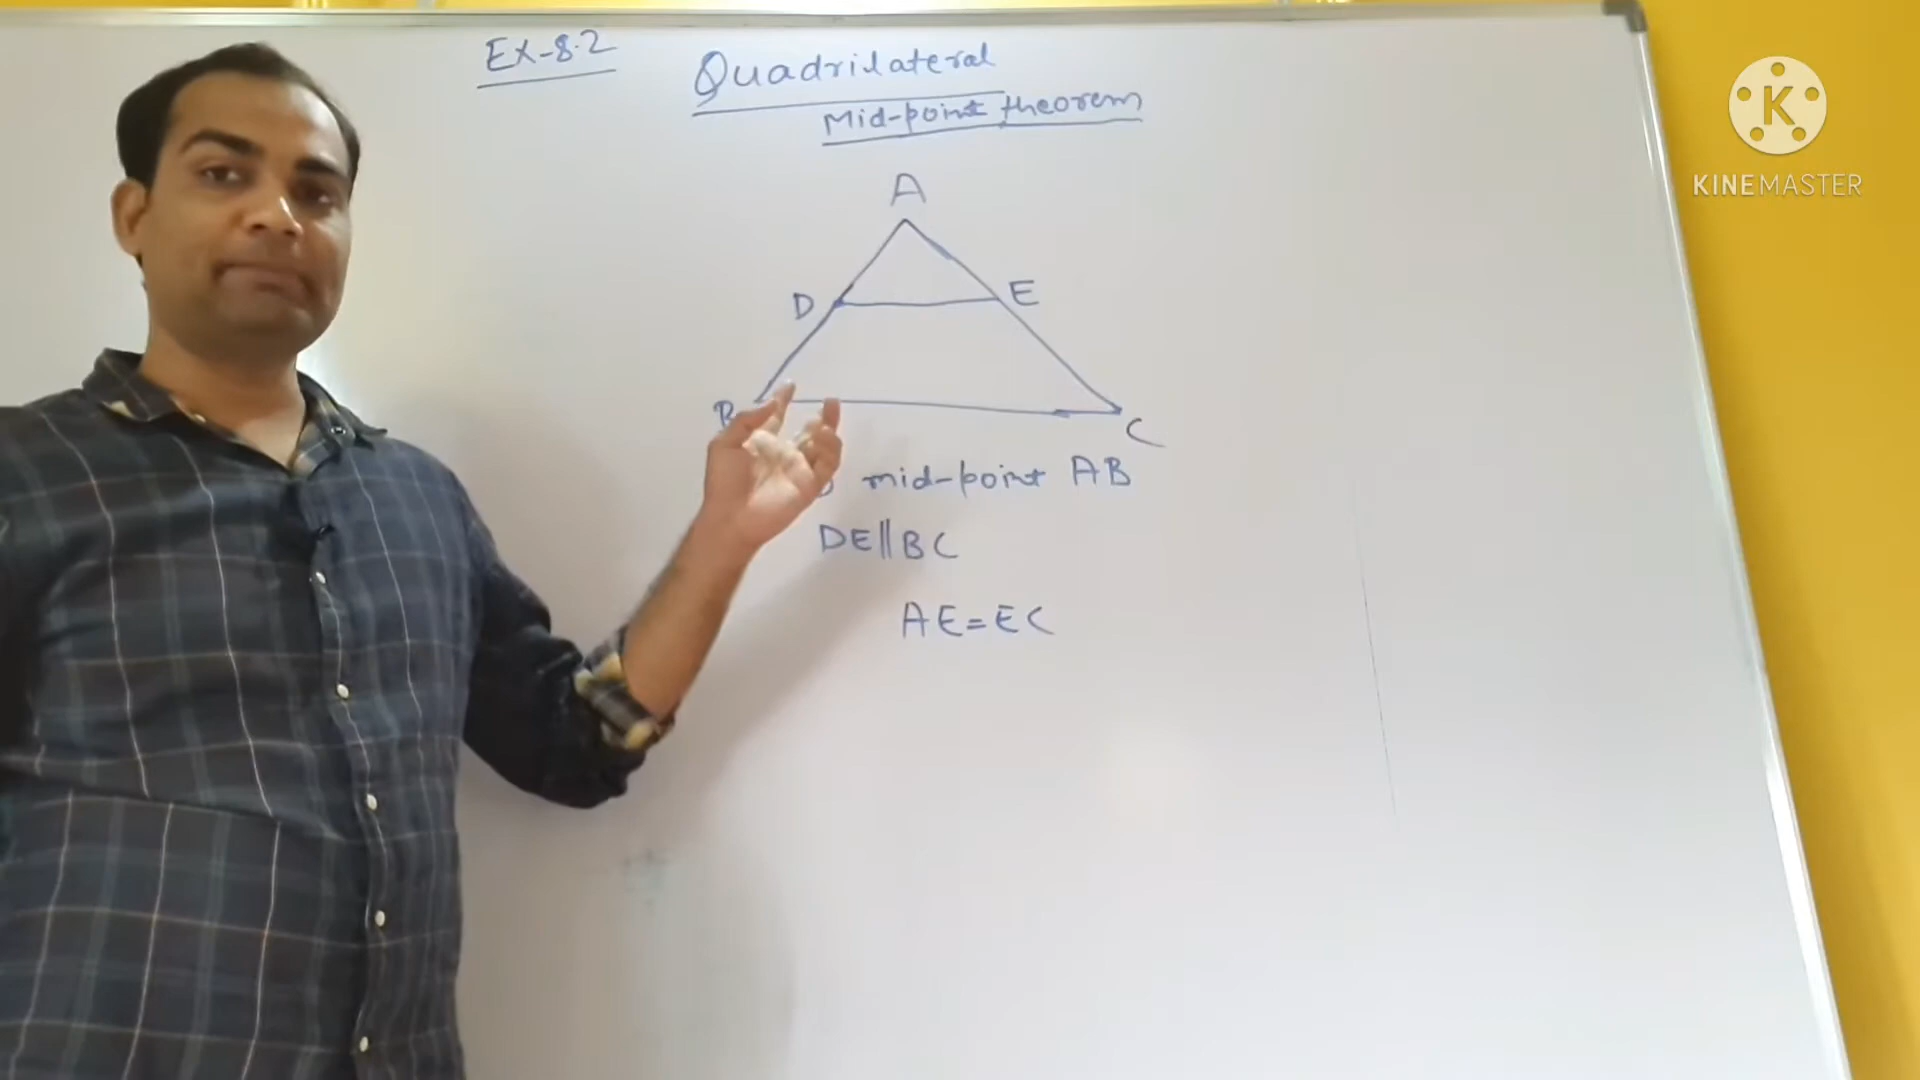 EX-8.2
Quadrilateral
Mid-point theorem
KINEMASTER
A
D
E
B
C
mid-point AB
DE||BC
AE=EC